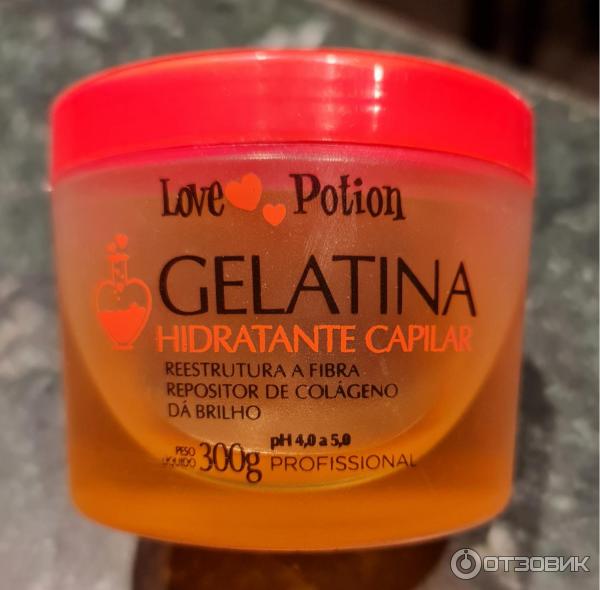 Love Potion
GELATINA
HIDRATANTE CAPILAR
REESTRUTURA A FIBRA
REPOSITOR DE COLÁGENO
DÁ BRILHO
pH 4,0 a 5,0
PESO LÍQUIDO 300g PROFISSIONAL
ОТЗОВИК